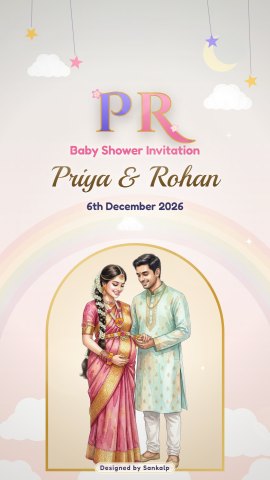 PR
Baby Shower Invitation
Priya & Rohan
6th December 2026
Designed by Sankalp